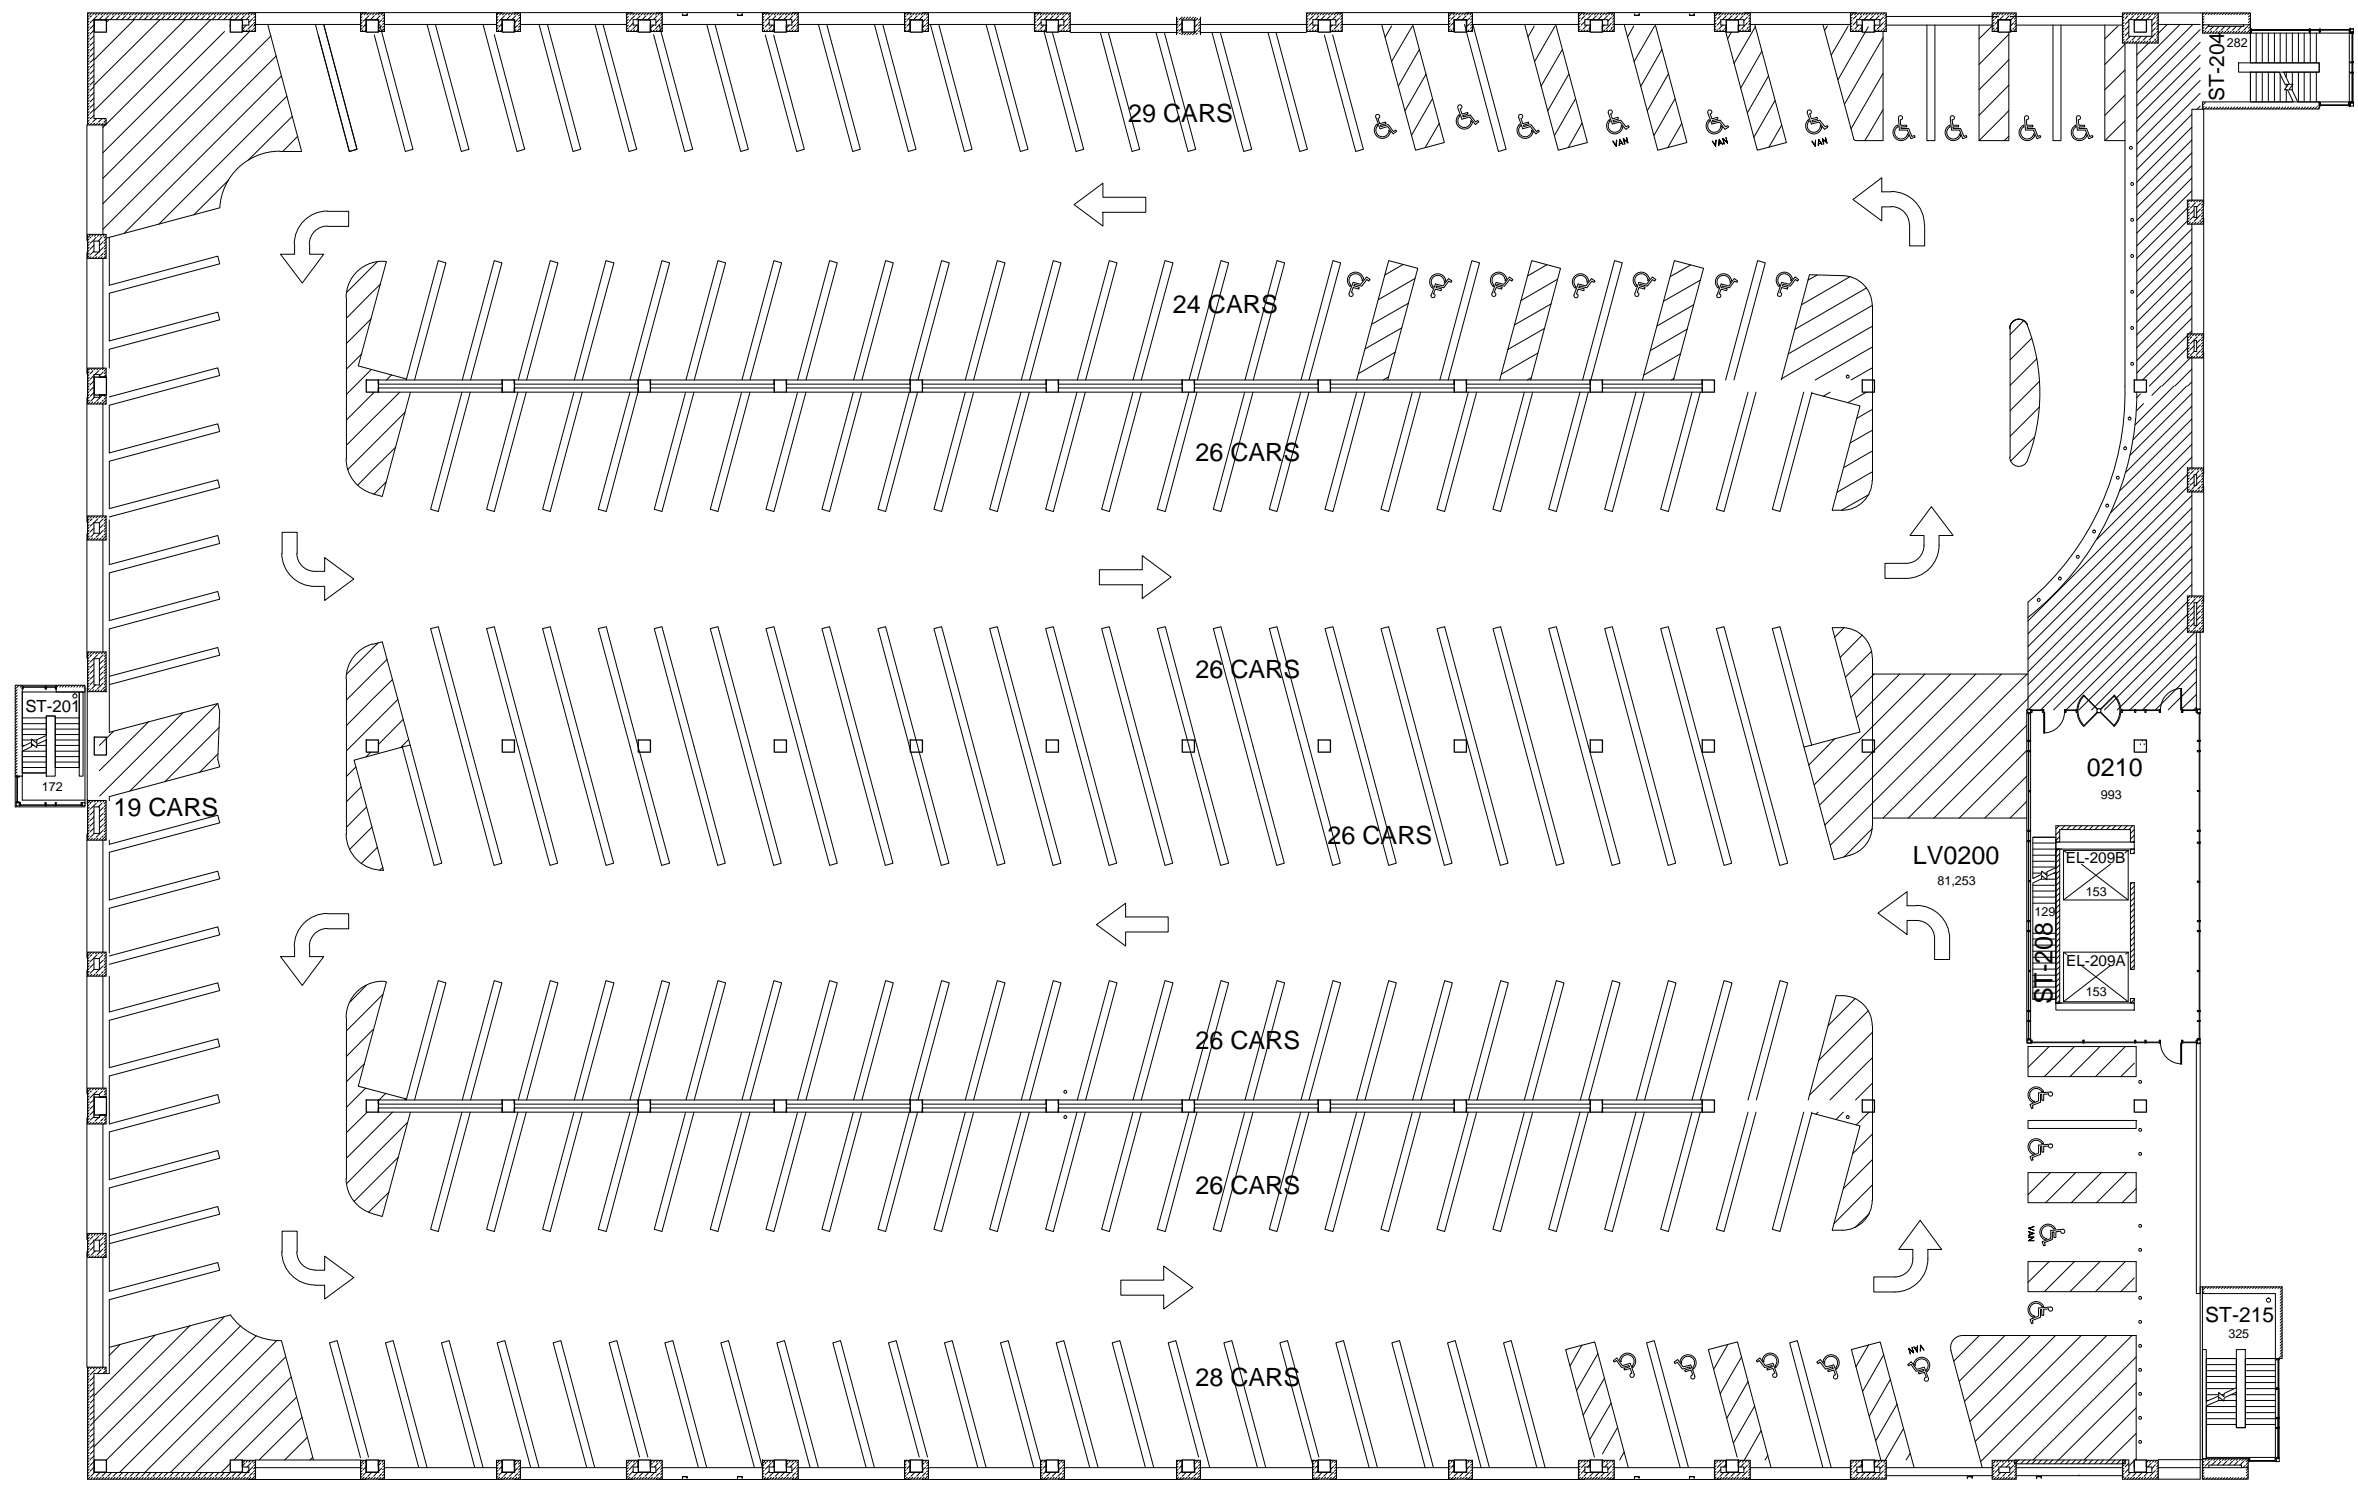 ST-204
282
29 CARS
VAN
VAN
VAN
24 CARS
26 CARS
26 CARS
ST-201
172
19 CARS
0210
993
26 CARS
LV0200
81,253
EL-209B
153
129
ST-208
EL-209A
153
26 CARS
26 CARS
VAN
ST-215
325
VAN
28 CARS